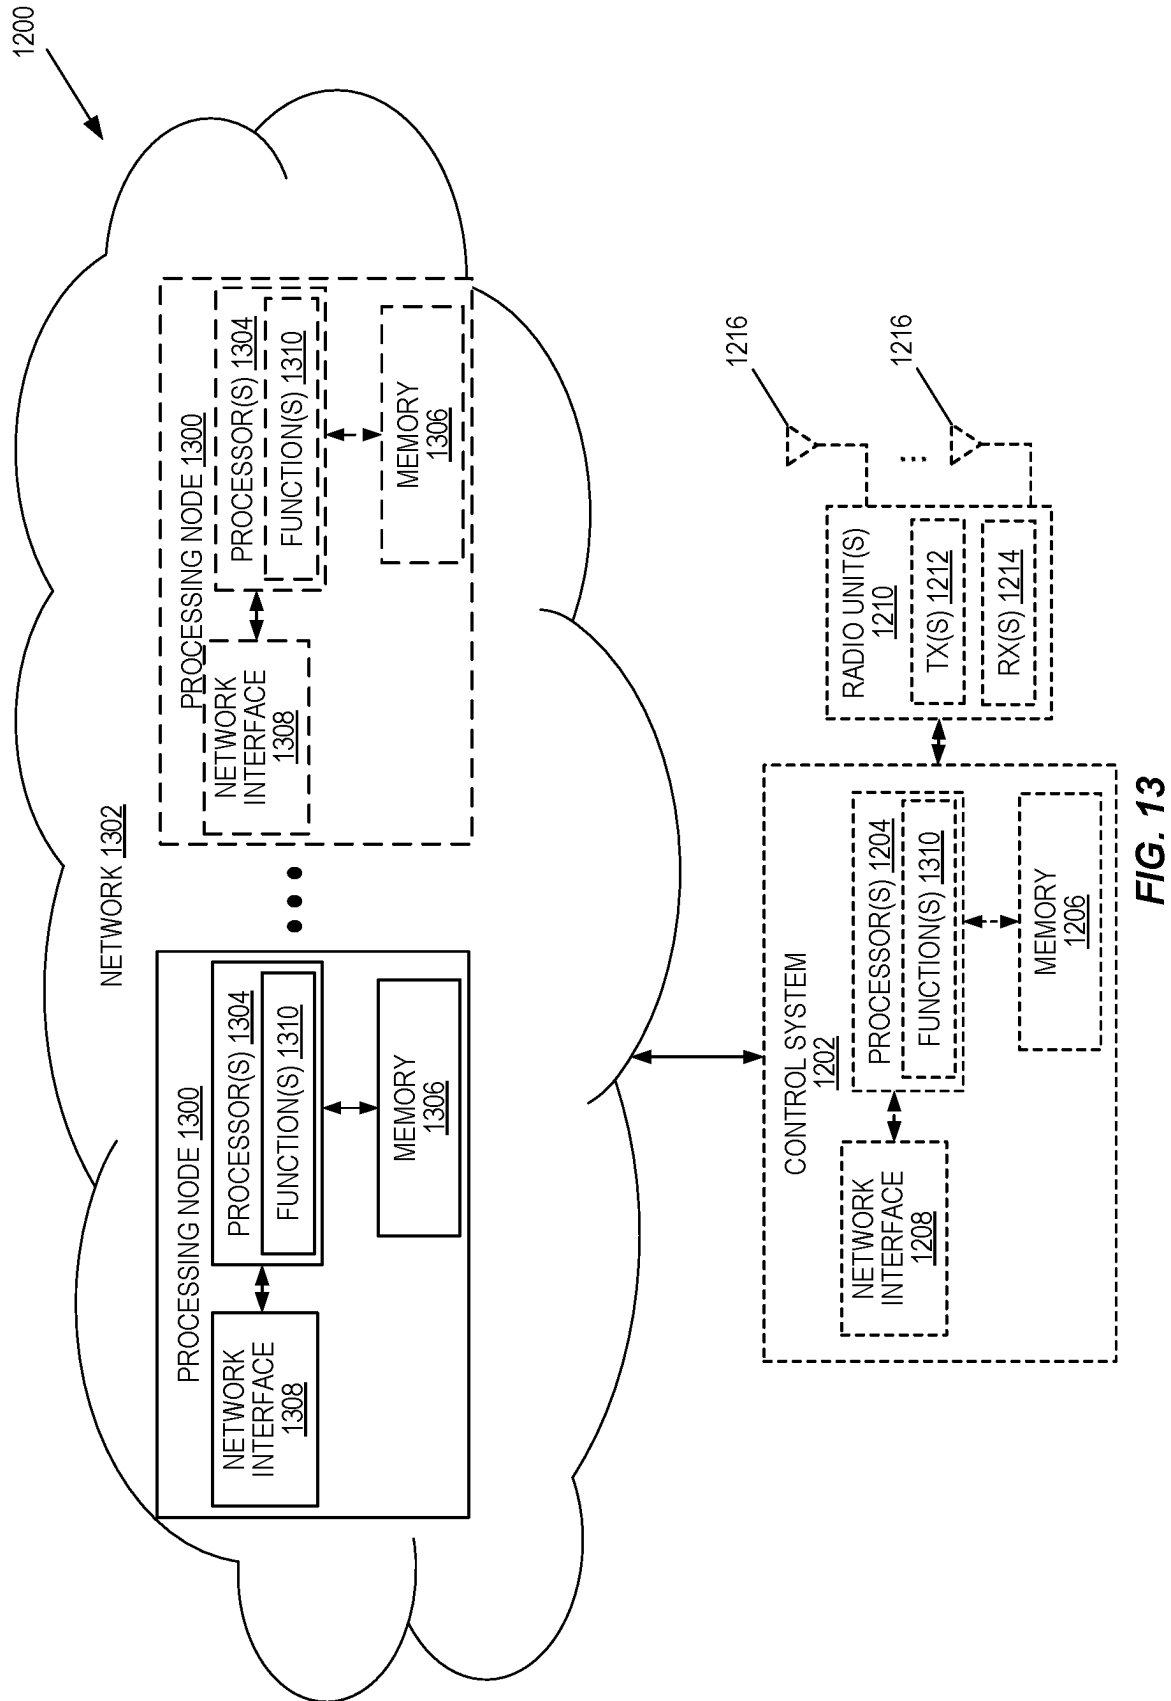 1200
NETWORK 1302
PROCESSING NODE 1300
NETWORK
INTERFACE
1308
PROCESSOR(S) 1304
FUNCTION(S) 1310
MEMORY
1306
PROCESSING NODE 1300
NETWORK
INTERFACE
1308
PROCESSOR(S) 1304
FUNCTION(S) 1310
MEMORY
1306
CONTROL SYSTEM
1202
NETWORK
INTERFACE
1208
PROCESSOR(S) 1204
FUNCTION(S) 1310
MEMORY
1206
RADIO UNIT(S)
1210
TX(S) 1212
RX(S) 1214
1216
1216
FIG. 13